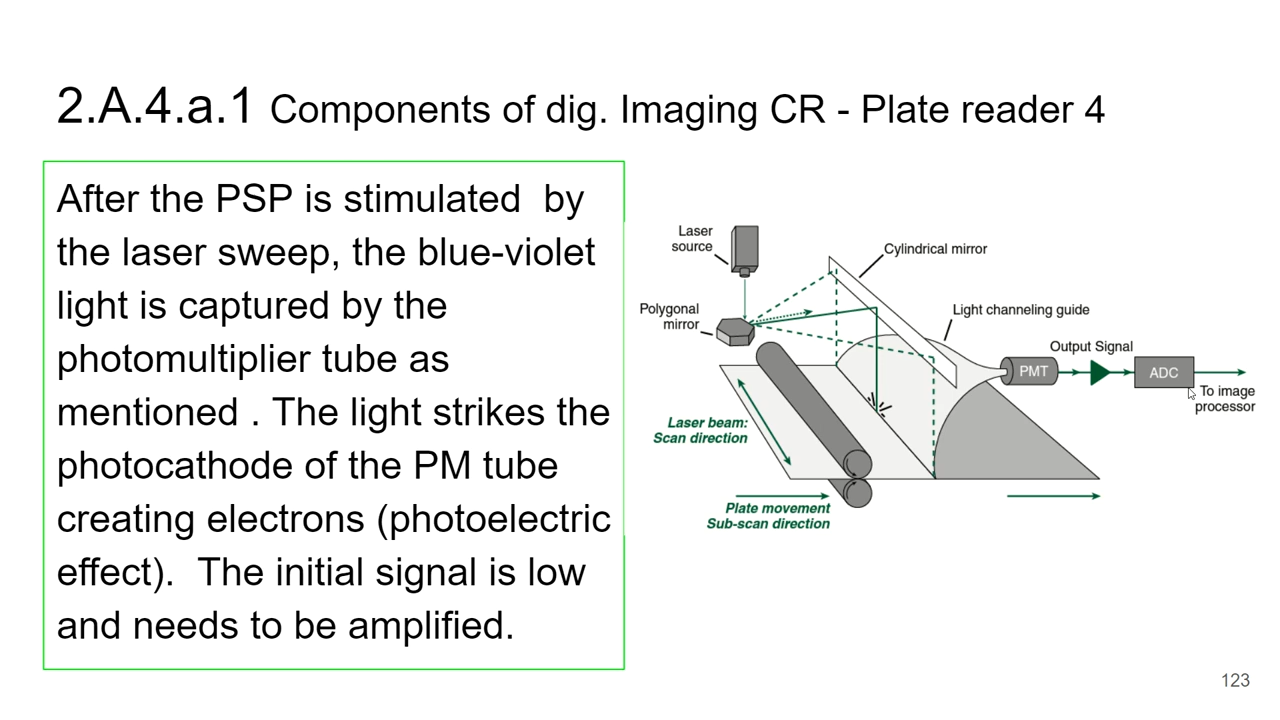 2.A.4.a.1 Components of dig. Imaging CR - Plate reader 4
After the PSP is stimulated  by
the laser sweep, the blue-violet
light is captured by the
photomultiplier tube as
mentioned . The light strikes the
photocathode of the PM tube
creating electrons (photoelectric
effect).  The initial signal is low
and needs to be amplified.
Laser
source
Cylindrical mirror
Polygonal
mirror
Light channeling guide
Output Signal
PMT
ADC
To image
processor
Laser beam:
Scan direction
Plate movement
Sub-scan direction
123